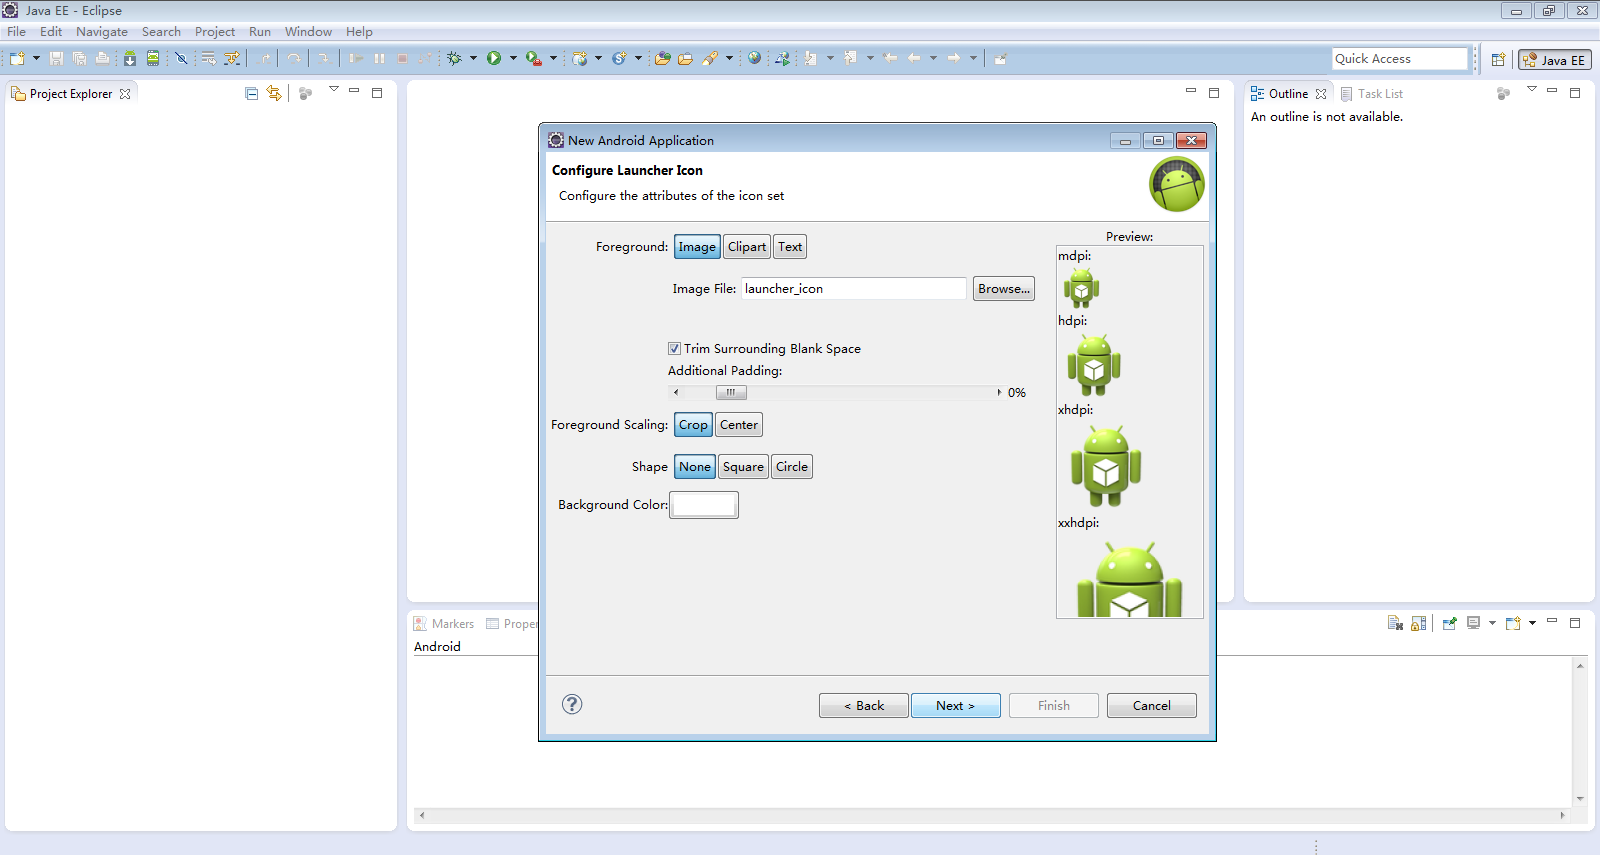 Java EE - Eclipse
File Edit Navigate Search Project Run Window Help
Quick Access
Java EE
Project Explorer
Outline
Task List
An outline is not available.
New Android Application
Configure Launcher Icon
Configure the attributes of the icon set
Foreground: Image Clipart Text
Image File: launcher_icon Browse...
Trim Surrounding Blank Space
Additional Padding:
0%
Foreground Scaling: Crop Center
Shape None Square Circle
Background Color:
Preview:
mdpi:
hdpi:
xhdpi:
xxhdpi:
? < Back Next > Finish Cancel
Markers Proper
Android